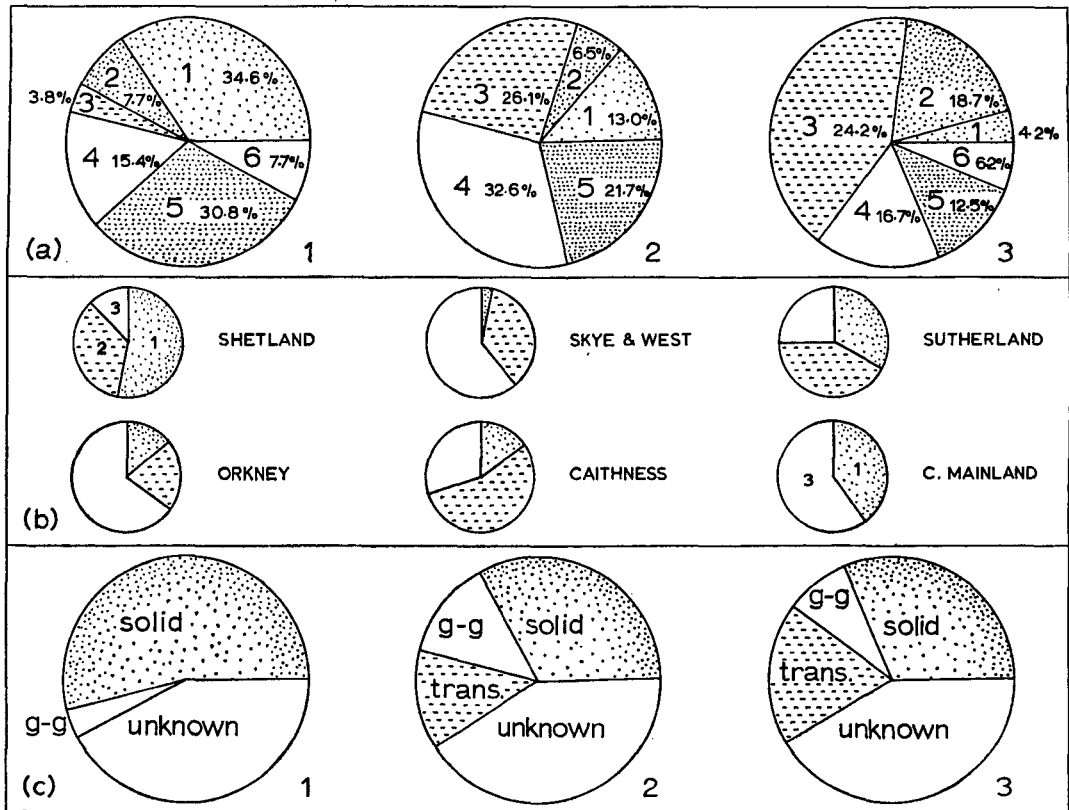 1 34.6%
2 7.7%
3 3.8%
4 15.4%
5 30.8%
6 7.7%
1
3 26.1%
2 6.5%
1 13.0%
4 32.6%
5 21.7%
2
3 24.2%
2 18.7%
1 4.2%
6 6.2%
5 12.5%
4 16.7%
3
(a)
3
2
1
SHETLAND
SKYE & WEST
SUTHERLAND
ORKNEY
CAITHNESS
3
1
C. MAINLAND
(b)
solid
g-g
unknown
1
g-g
solid
trans.
unknown
2
g-g
solid
trans.
unknown
3
(c)